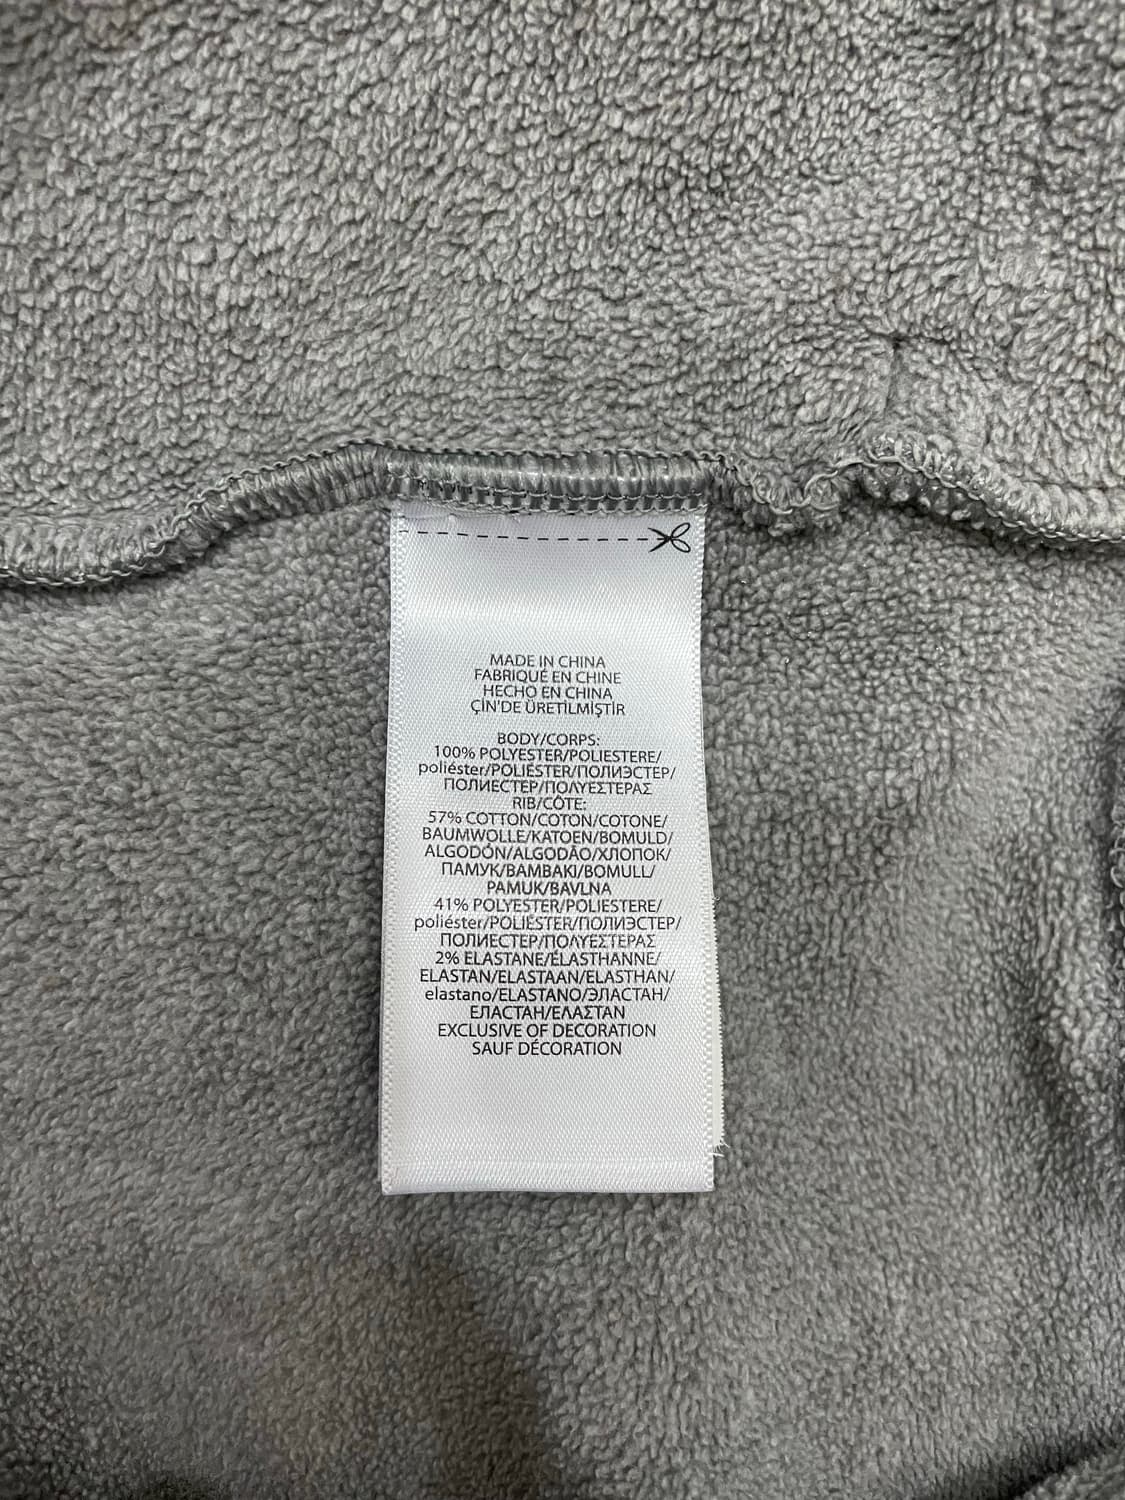 MADE IN CHINA
FABRIQUÉ EN CHINE
HECHO EN CHINA
ÇİN'DE ÜRETİLMİŞTİR
BODY/CORPS:
100% POLYESTER/POLIESTERE/
poliéster/POLIÉSTER/ПОЛИЭСТЕР/
ПОЛИЕСТЕР/ΠΟΛΥΕΣΤΕΡΑΣ
RIB/CÔTE:
57% COTTON/COTON/COTONE/
BAUMWOLLE/KATOEN/BOMULD/
ALGODÓN/ALGODÃO/ХЛОПОК/
ПАМУК/ΒΑΜΒΑΚΙ/BOMULL/
PAMUK/BAVLNA
41% POLYESTER/POLIESTERE/
poliéster/POLIÉSTER/ПОЛИЭСТЕР/
ПОЛИЕСТЕР/ΠΟΛΥΕΣΤΕΡΑΣ
2% ELASTANE/ÉLASTHANNE/
ELASTAN/ELASTAAN/ELASTHAN/
elastano/ELASTANO/ЭЛАСТАН/
ЕЛАСТАН/ΕΛΑΣΤΑΝ
EXCLUSIVE OF DECORATION
SAUF DÉCORATION